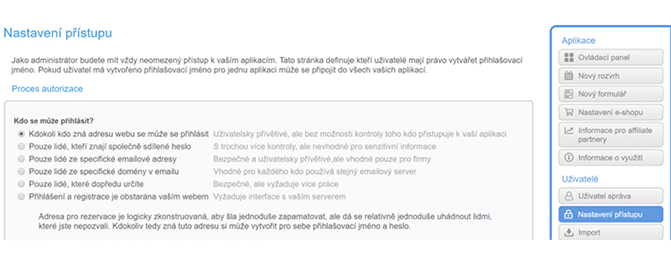 Nastavení přístupu
Jako administrátor budete mít vždy neomezený přístup k vaším aplikacím. Tato stránka definuje kteří uživatelé mají právo vytvářet přihlašovací
jméno. Pokud uživatel má vytvořeno přihlašovací jméno pro jednu aplikaci může se připojit do všech vašich aplikací.
Proces autorizace
Kdo se může přihlásit?
Kdokoli kdo zná adresu webu se může se přihlásit Uživatelsky přívětivé, ale bez možnosti kontroly toho kdo přistupuje k vaší aplikaci
Pouze lidé, kteří znají společně sdílené heslo S trochou více kontroly, ale nevhodné pro senzitivní informace
Pouze lidé ze specifické emailové adresy Bezpečné a uživatelsky přívětivé,ale vhodné pouze pro firmy
Pouze lidé ze specifické domény v emailu Vhodné pro každého kdo používá stejný emailový server
Pouze lidé, které dopředu určíte Bezpečné, ale vyžaduje více práce
Přihlášení a registrace je obstarána vaším webem Vyžaduje interface s vaším serverem
Adresa pro rezervace je logicky zkonstruovaná, aby šla jednoduše zapamatovat, ale dá se relativně jednoduše uhádnout lidmi,
které jste nepozvali. Kdokoliv tedy zná tuto adresu si může vytvořit pro sebe přihlašovací jméno a heslo.
Aplikace
Ovládací panel
Nový rozvrh
Nový formulář
Nastavení e-shopu
Informace pro affiliate
partnery
Informace o využití
Uživatelé
Uživatel správa
Nastavení přístupu
Import